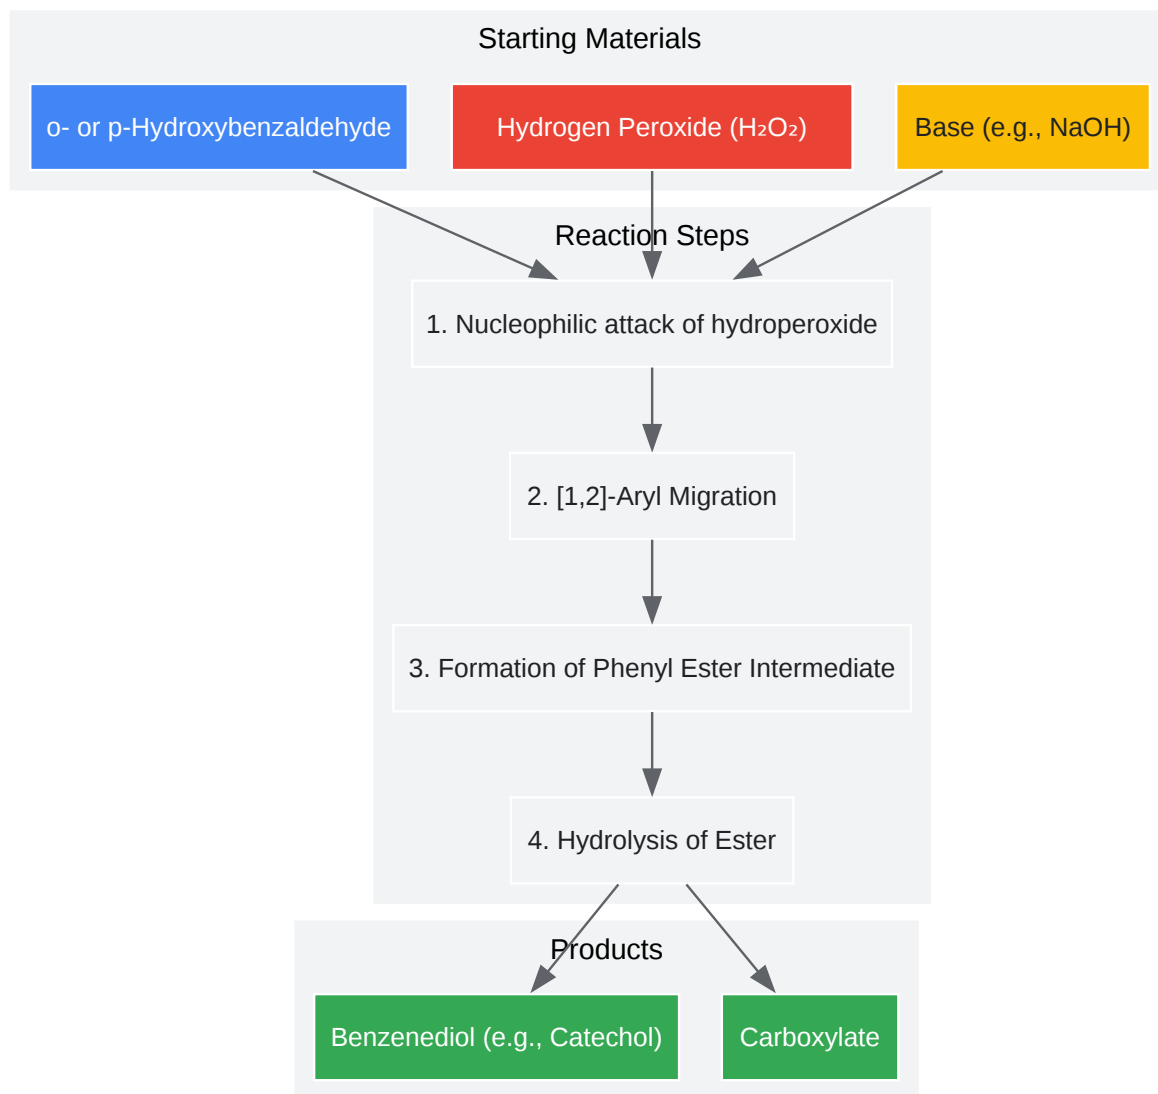 Starting Materials
o- or p-Hydroxybenzaldehyde
Hydrogen Peroxide (H₂O₂)
Base (e.g., NaOH)
Reaction Steps
1. Nucleophilic attack of hydroperoxide
2. [1,2]-Aryl Migration
3. Formation of Phenyl Ester Intermediate
4. Hydrolysis of Ester
Products
Benzenediol (e.g., Catechol)
Carboxylate